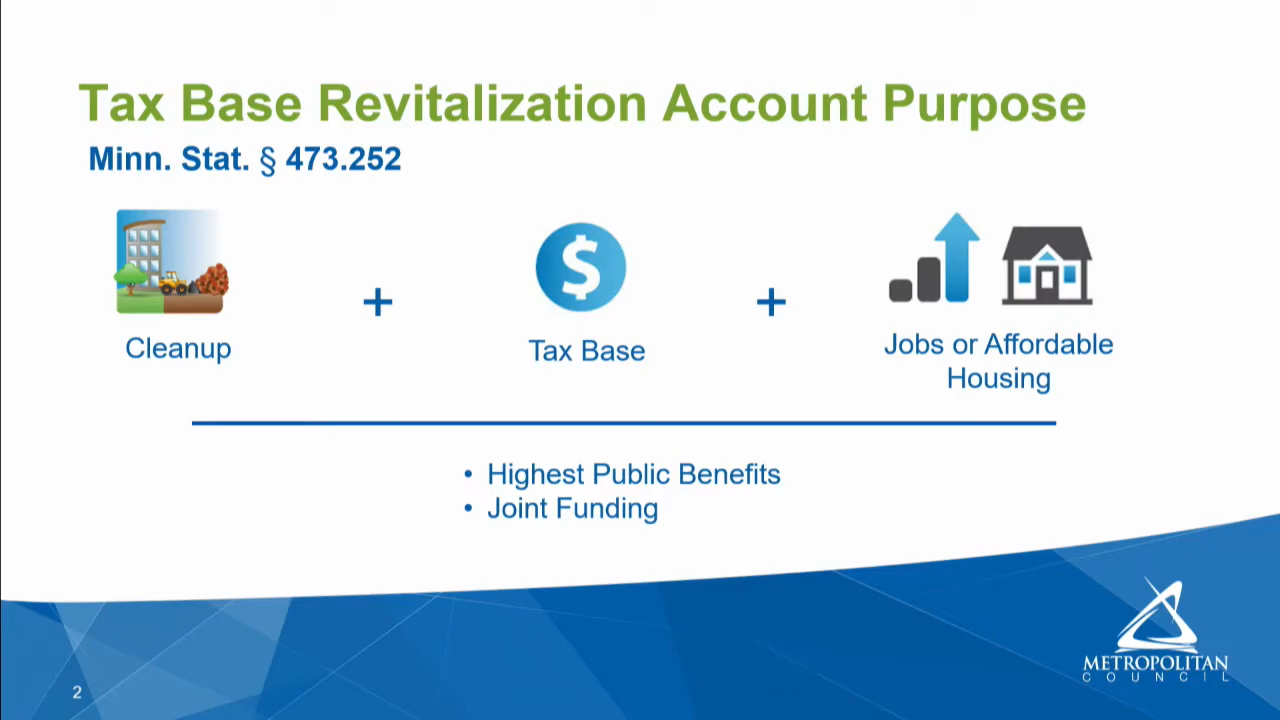 Tax Base Revitalization Account Purpose
Minn. Stat. § 473.252
$
+
+
Cleanup
Tax Base
Jobs or Affordable
Housing
• Highest Public Benefits
• Joint Funding
METROPOLITAN
COUNCIL
2